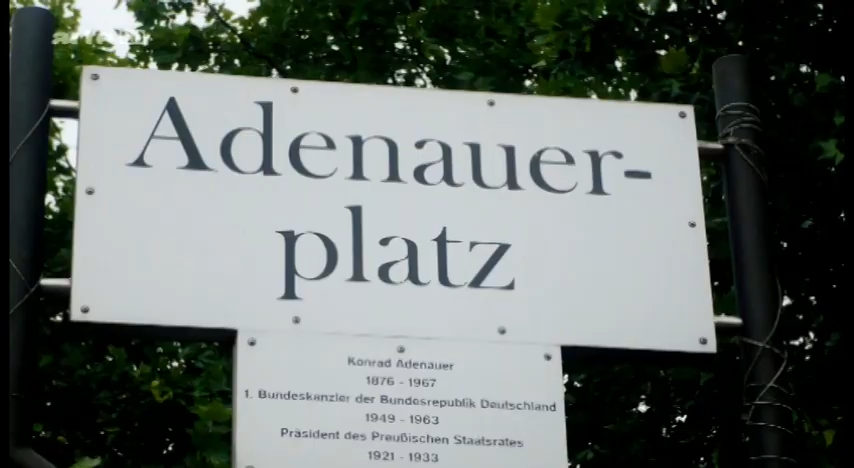 Adenauer-
platz
Konrad Adenauer
1876 - 1967
1. Bundeskanzler der Bundesrepublik Deutschland
1949 - 1963
Präsident des Preußischen Staatsrates
1921 - 1933